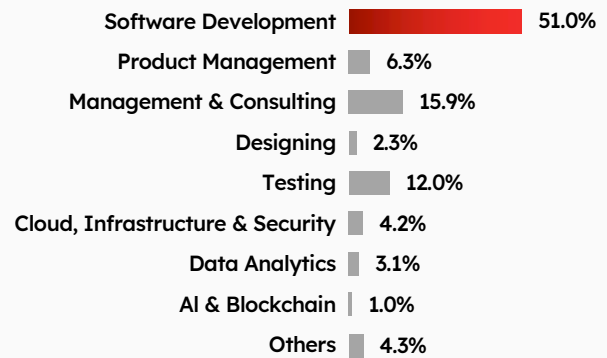 Software Development 51.0%
Product Management 6.3%
Management & Consulting 15.9%
Designing 2.3%
Testing 12.0%
Cloud, Infrastructure & Security 4.2%
Data Analytics 3.1%
AI & Blockchain 1.0%
Others 4.3%